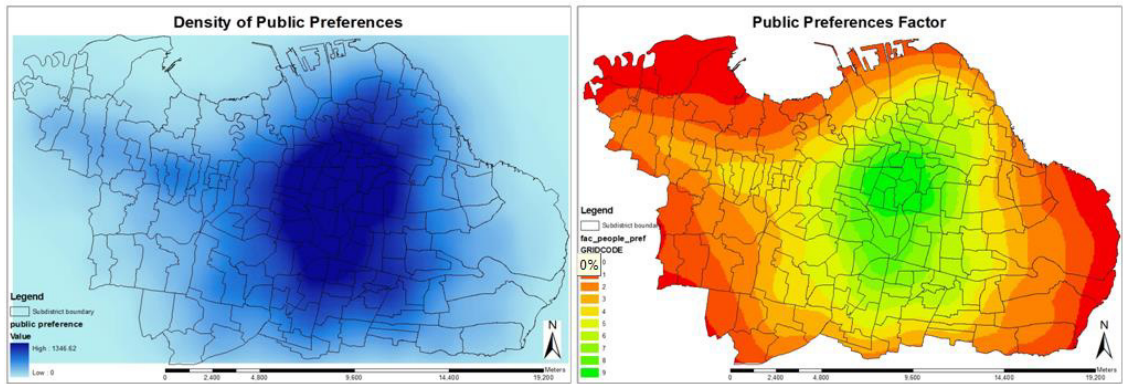 Density of Public Preferences
Legend
Subdistrict boundary
public preference
Value
High : 1346.62
Low : 0
N
Meters
0 2,400 4,800 9,600 14,400 19,200
Public Preferences Factor
Legend
Subdistrict boundar
fac_people_pref
GRIDCODE
0%
0
1
2
3
4
5
6
7
8
9
N
Meters
0 2,400 4,800 9,600 14,400 19,200